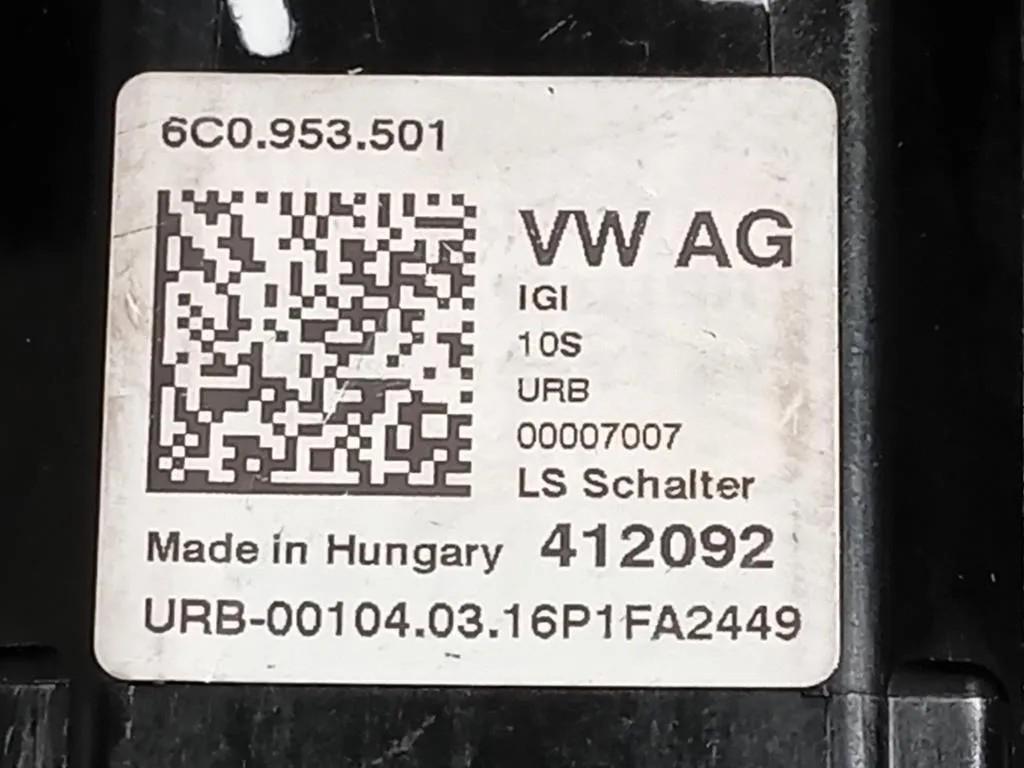 6C0.953.501
VW AG
IGI
10S
URB
00007007
LS Schalter
Made in Hungary 412092
URB-00104.03.16P1FA2449